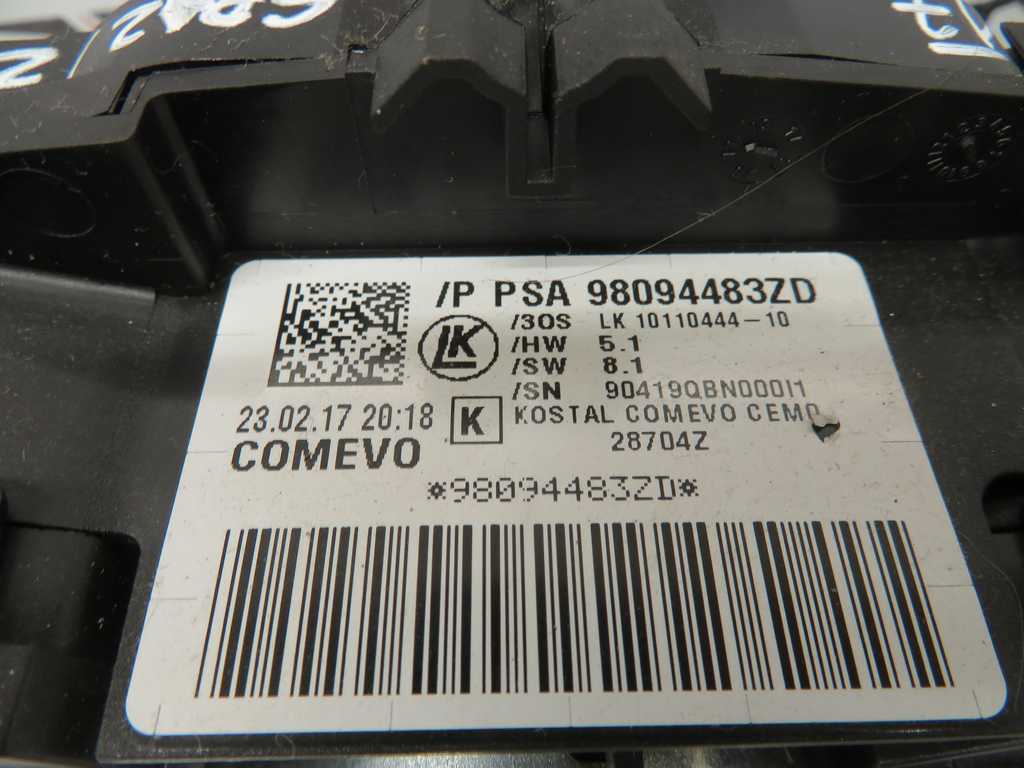 /P PSA 98094483ZD
/3OS LK 10110444-10
LK
/HW 5.1
/SW 8.1
/SN 90419QBN000I1
23.02.17 20:18
K
KOSTAL COMEVO CEMO
28704Z
COMEVO
*98094483ZD*